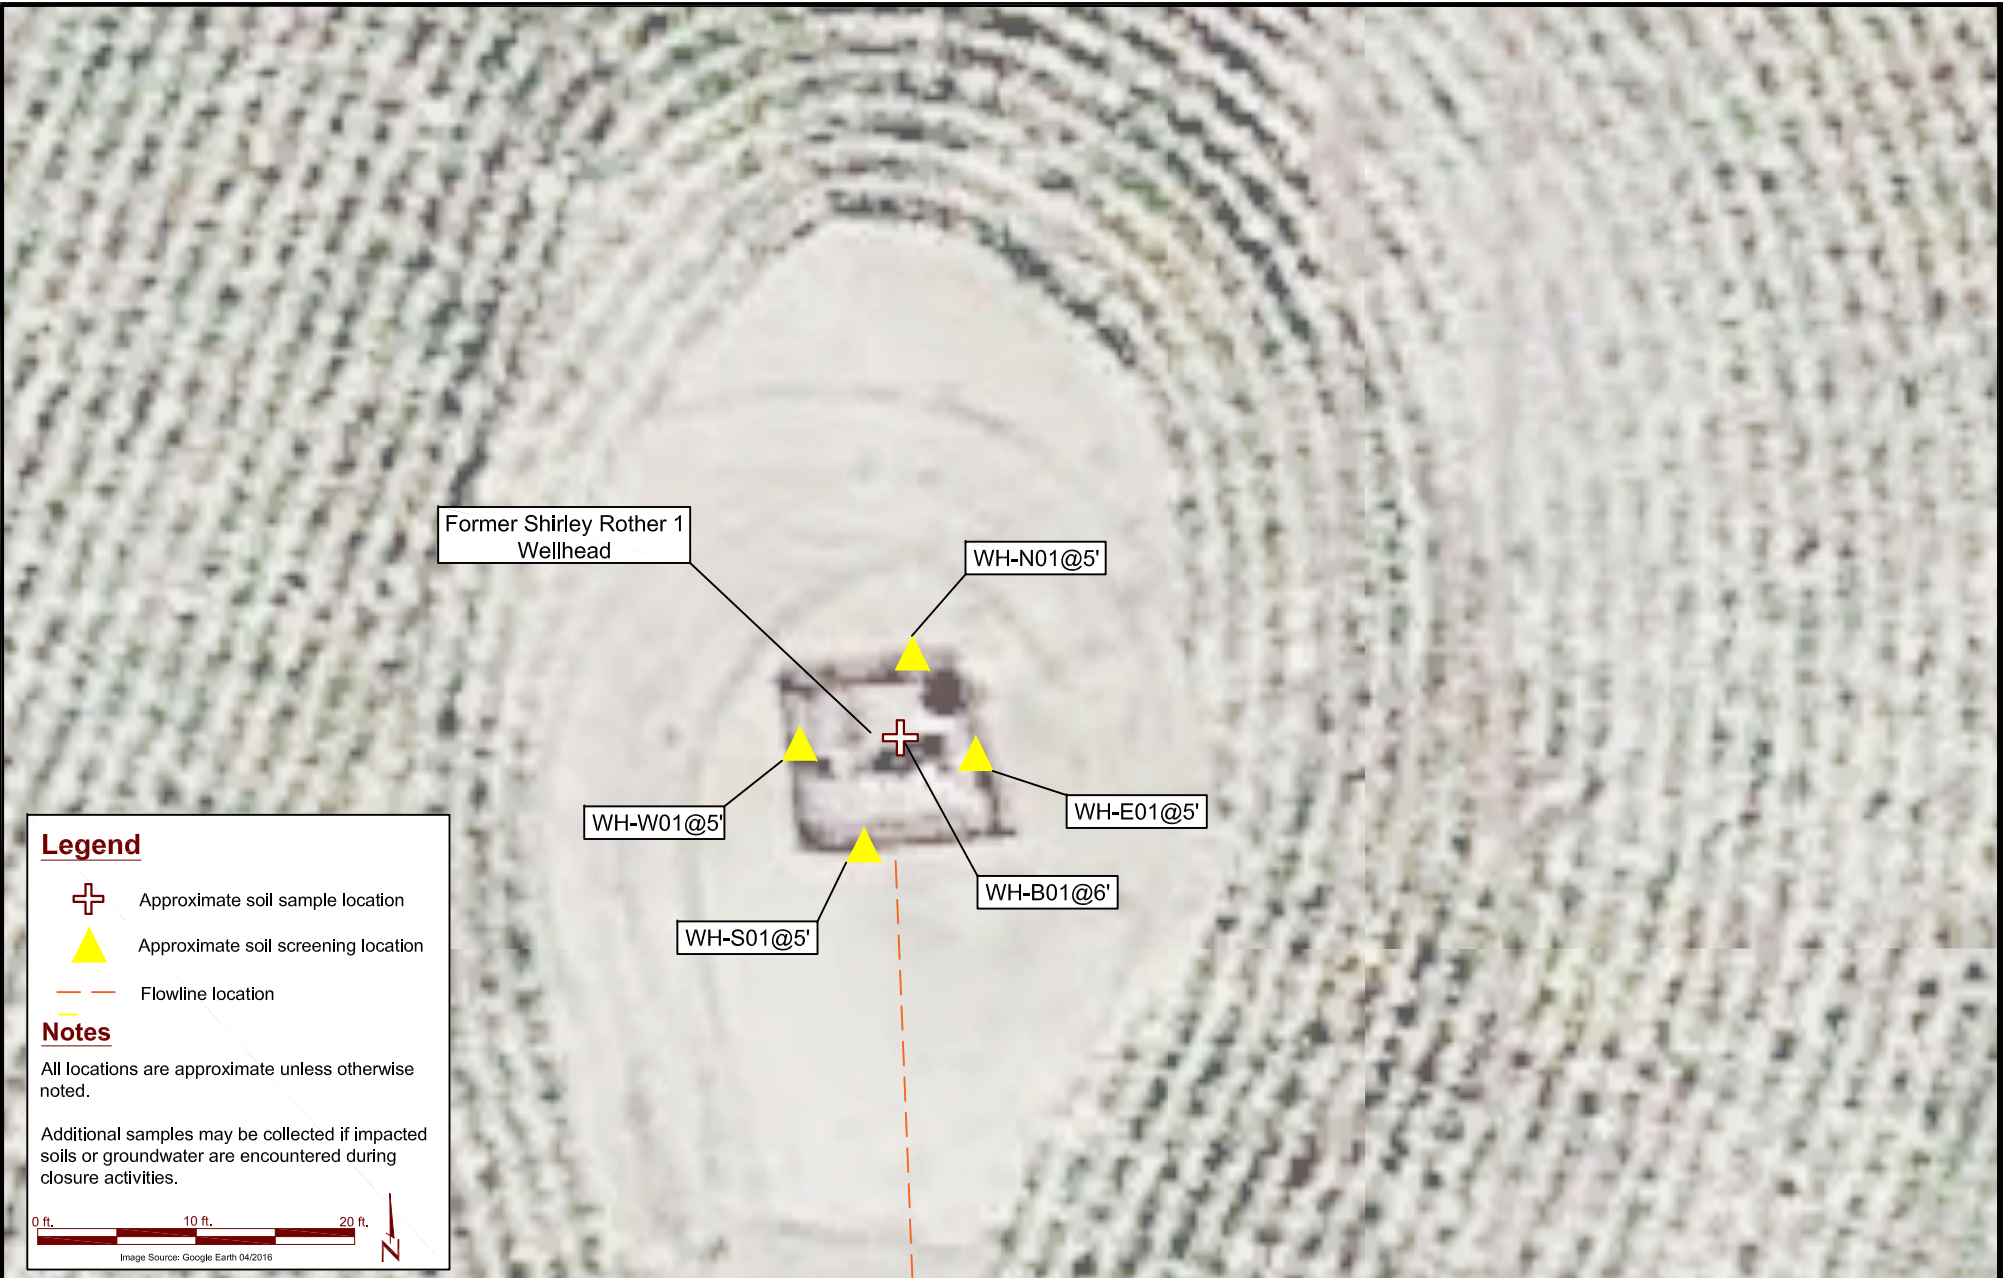 Former Shirley Rother 1
Wellhead
WH-N01@5'
WH-W01@5'
WH-E01@5'
WH-B01@6'
WH-S01@5'
Legend
Approximate soil sample location
Approximate soil screening location
Flowline location
Notes
All locations are approximate unless otherwise
noted.
Additional samples may be collected if impacted
soils or groundwater are encountered during
closure activities.
0 ft. 10 ft. 20 ft.
N
Image Source: Google Earth 04/2016